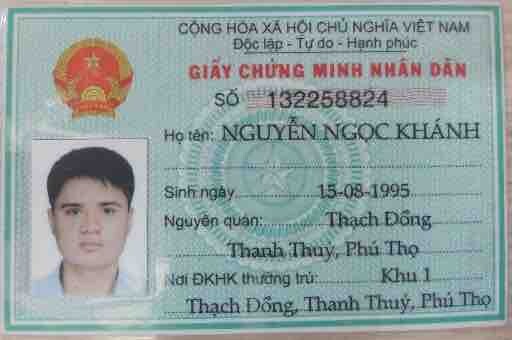 CỘNG HÒA XÃ HỘI CHỦ NGHĨA VIỆT NAM
Độc lập - Tự do - Hạnh phúc
GIẤY CHỨNG MINH NHÂN DÂN
SỐ 132258824
Họ tên: NGUYỄN NGỌC KHÁNH
Sinh ngày 15-08-1995
Nguyên quán: Thạch Đồng
Thanh Thuỷ, Phú Thọ
Nơi ĐKHK thường trú: Khu 1
Thạch Đồng, Thanh Thuỷ, Phú Thọ